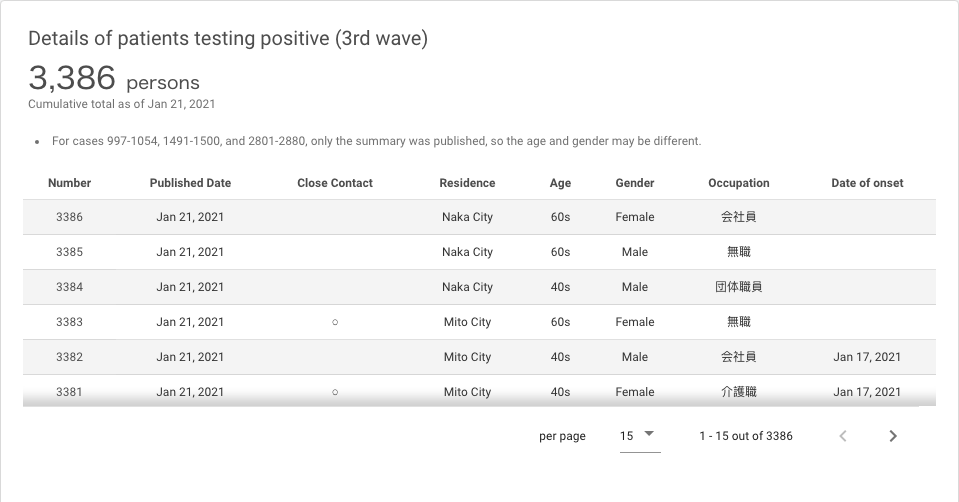 Details of patients testing positive (3rd wave)
3,386 persons
Cumulative total as of Jan 21, 2021
• For cases 997-1054, 1491-1500, and 2801-2880, only the summary was published, so the age and gender may be different.
Number Published Date Close Contact Residence Age Gender Occupation Date of onset
3386 Jan 21, 2021 Naka City 60s Female 会社員
3385 Jan 21, 2021 Naka City 60s Male 無職
3384 Jan 21, 2021 Naka City 40s Male 団体職員
3383 Jan 21, 2021 ○ Mito City 60s Female 無職
3382 Jan 21, 2021 Mito City 40s Male 会社員 Jan 17, 2021
3381 Jan 21, 2021 ○ Mito City 40s Female 介護職 Jan 17, 2021
per page 15 1 - 15 out of 3386